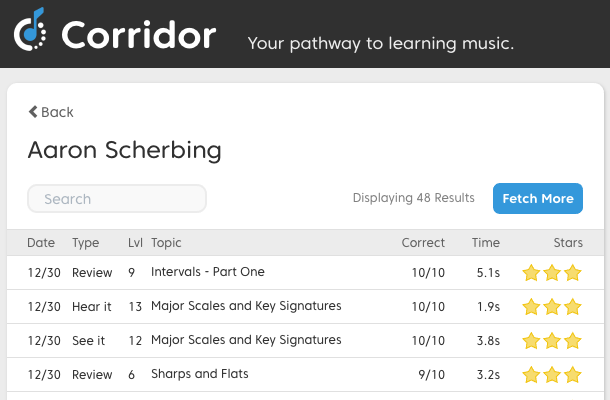 Corridor Your pathway to learning music.
Back
Aaron Scherbing
Search Displaying 48 Results Fetch More
Date Type Lvl Topic Correct Time Stars
12/30 Review 9 Intervals - Part One 10/10 5.1s
12/30 Hear it 13 Major Scales and Key Signatures 10/10 1.9s
12/30 See it 12 Major Scales and Key Signatures 10/10 3.8s
12/30 Review 6 Sharps and Flats 9/10 3.2s